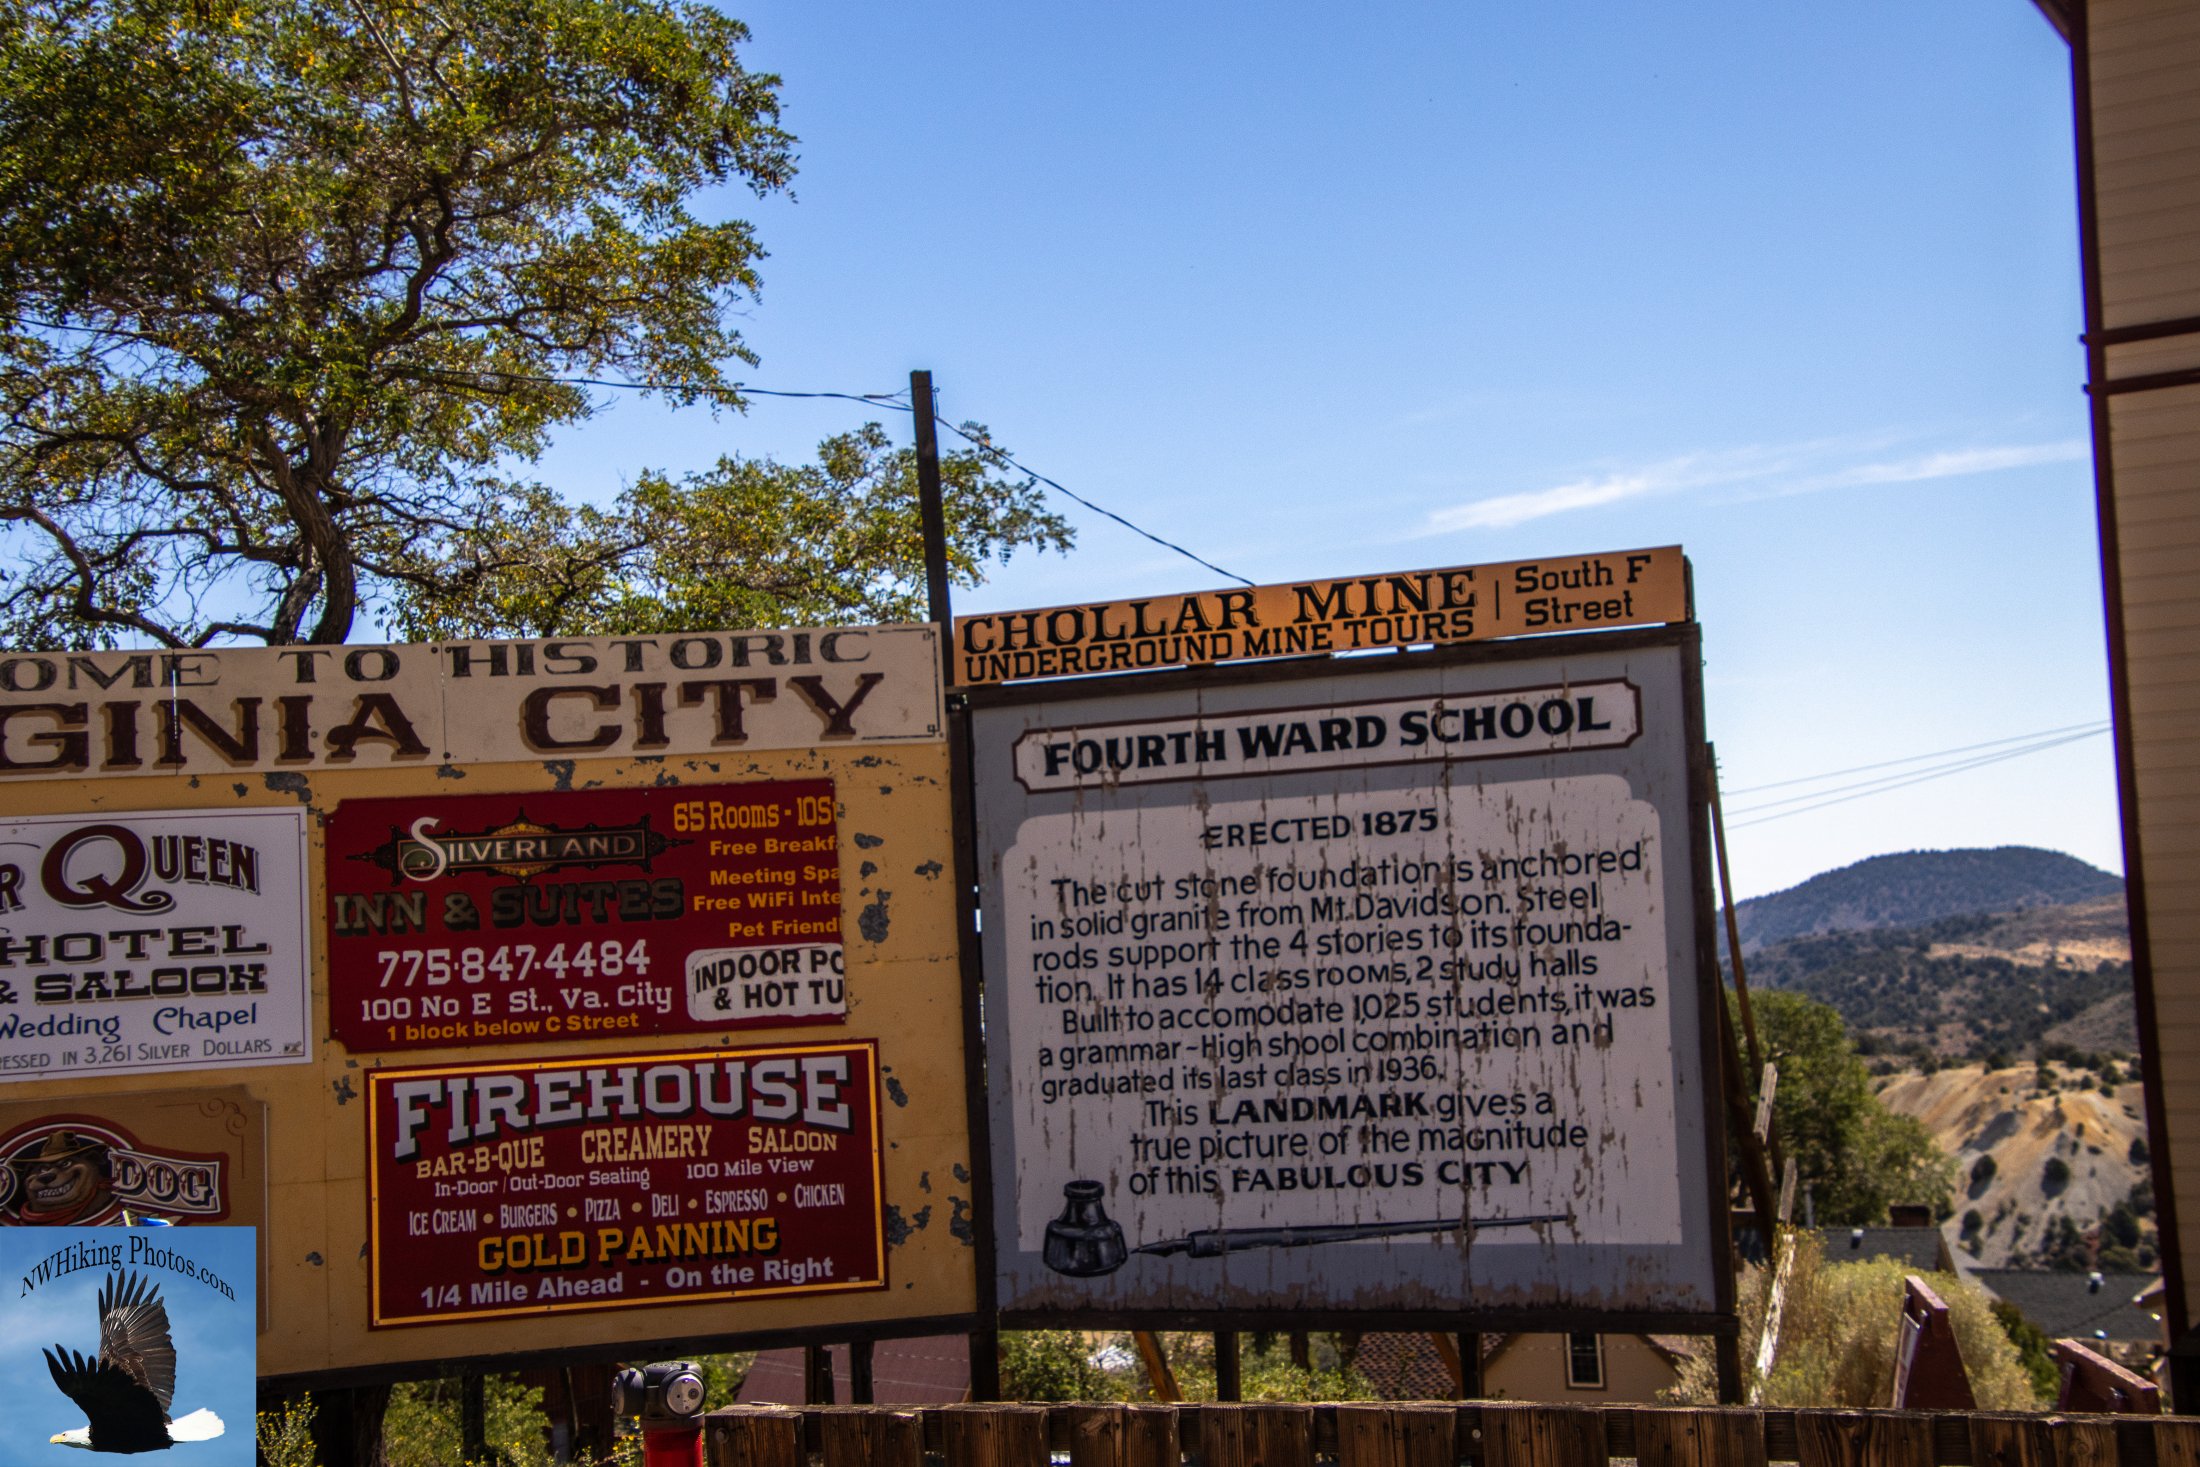 OME TO HISTORIC
GINIA CITY
R QUEEN
HOTEL
& SALOON
Wedding Chapel
ESSED IN 3,261 SILVER DOLLARS
DOG
SILVERLAND
INN & SUITES
775·847·4484
100 No E St., Va. City
1 block below C Street
65 Rooms - 10S
Free Breakf
Meeting Spa
Free WiFi Inte
Pet Friendl
INDOOR PO
& HOT TU
FIREHOUSE
BAR-B-QUE CREAMERY SALOON
In-Door / Out-Door Seating 100 Mile View
ICE CREAM • BURGERS • PIZZA • DELI • ESPRESSO • CHICKEN
GOLD PANNING
1/4 Mile Ahead - On the Right
CHOLLAR MINE
UNDERGROUND MINE TOURS
South F
Street
FOURTH WARD SCHOOL
ERECTED 1875
The cut stone foundation is anchored
in solid granite from Mt. Davidson. Steel
rods support the 4 stories to its founda-
tion. It has 14 class rooms, 2 study halls
Built to accomodate 1,025 students, it was
a grammar-High shool combination and
graduated its last class in 1936.
This LANDMARK gives a
true picture of the magnitude
of this FABULOUS CITY
NWHiking Photos.com